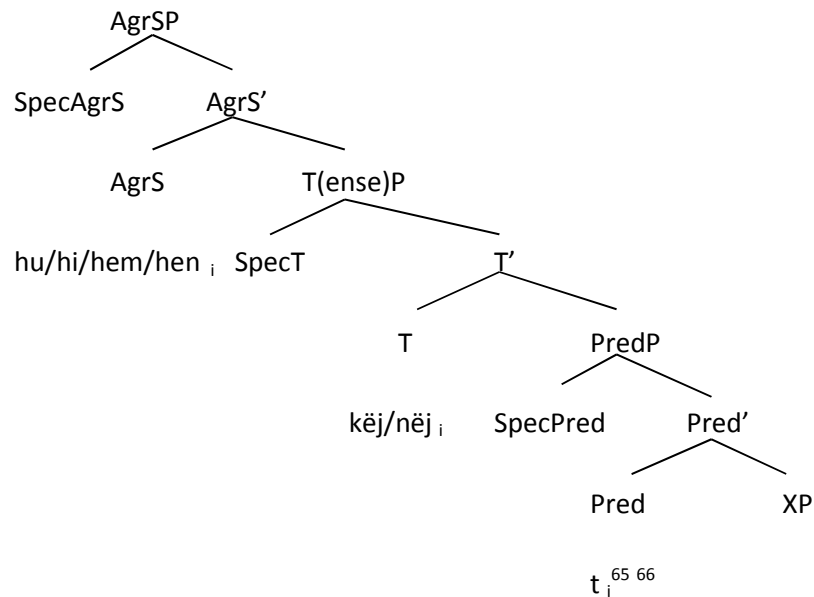 AgrSP
SpecAgrS AgrS’
AgrS T(ense)P
hu/hi/hem/hen i SpecT T’
T PredP
këj/nëj i SpecPred Pred’
Pred XP
t i 65 66